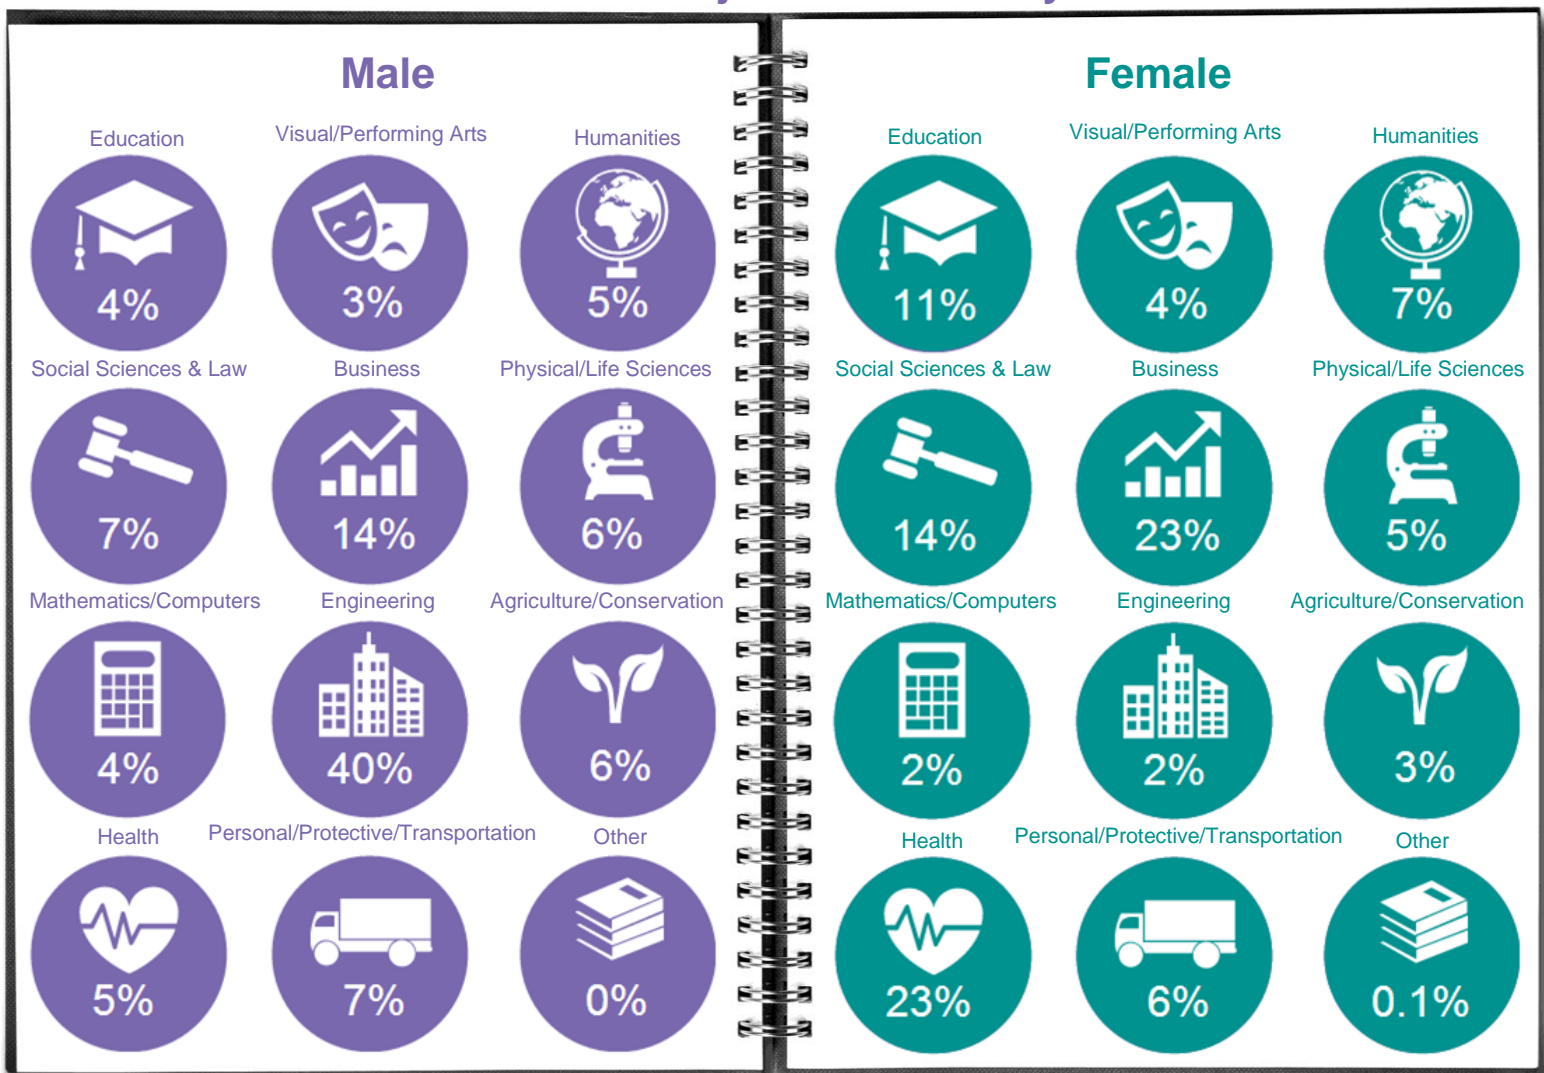 Male
Education Visual/Performing Arts Humanities
4% 3% 5%
Social Sciences & Law Business Physical/Life Sciences
7% 14% 6%
Mathematics/Computers Engineering Agriculture/Conservation
4% 40% 6%
Health Personal/Protective/Transportation Other
5% 7% 0%
Female
Education Visual/Performing Arts Humanities
11% 4% 7%
Social Sciences & Law Business Physical/Life Sciences
14% 23% 5%
Mathematics/Computers Engineering Agriculture/Conservation
2% 2% 3%
Health Personal/Protective/Transportation Other
23% 6% 0.1%